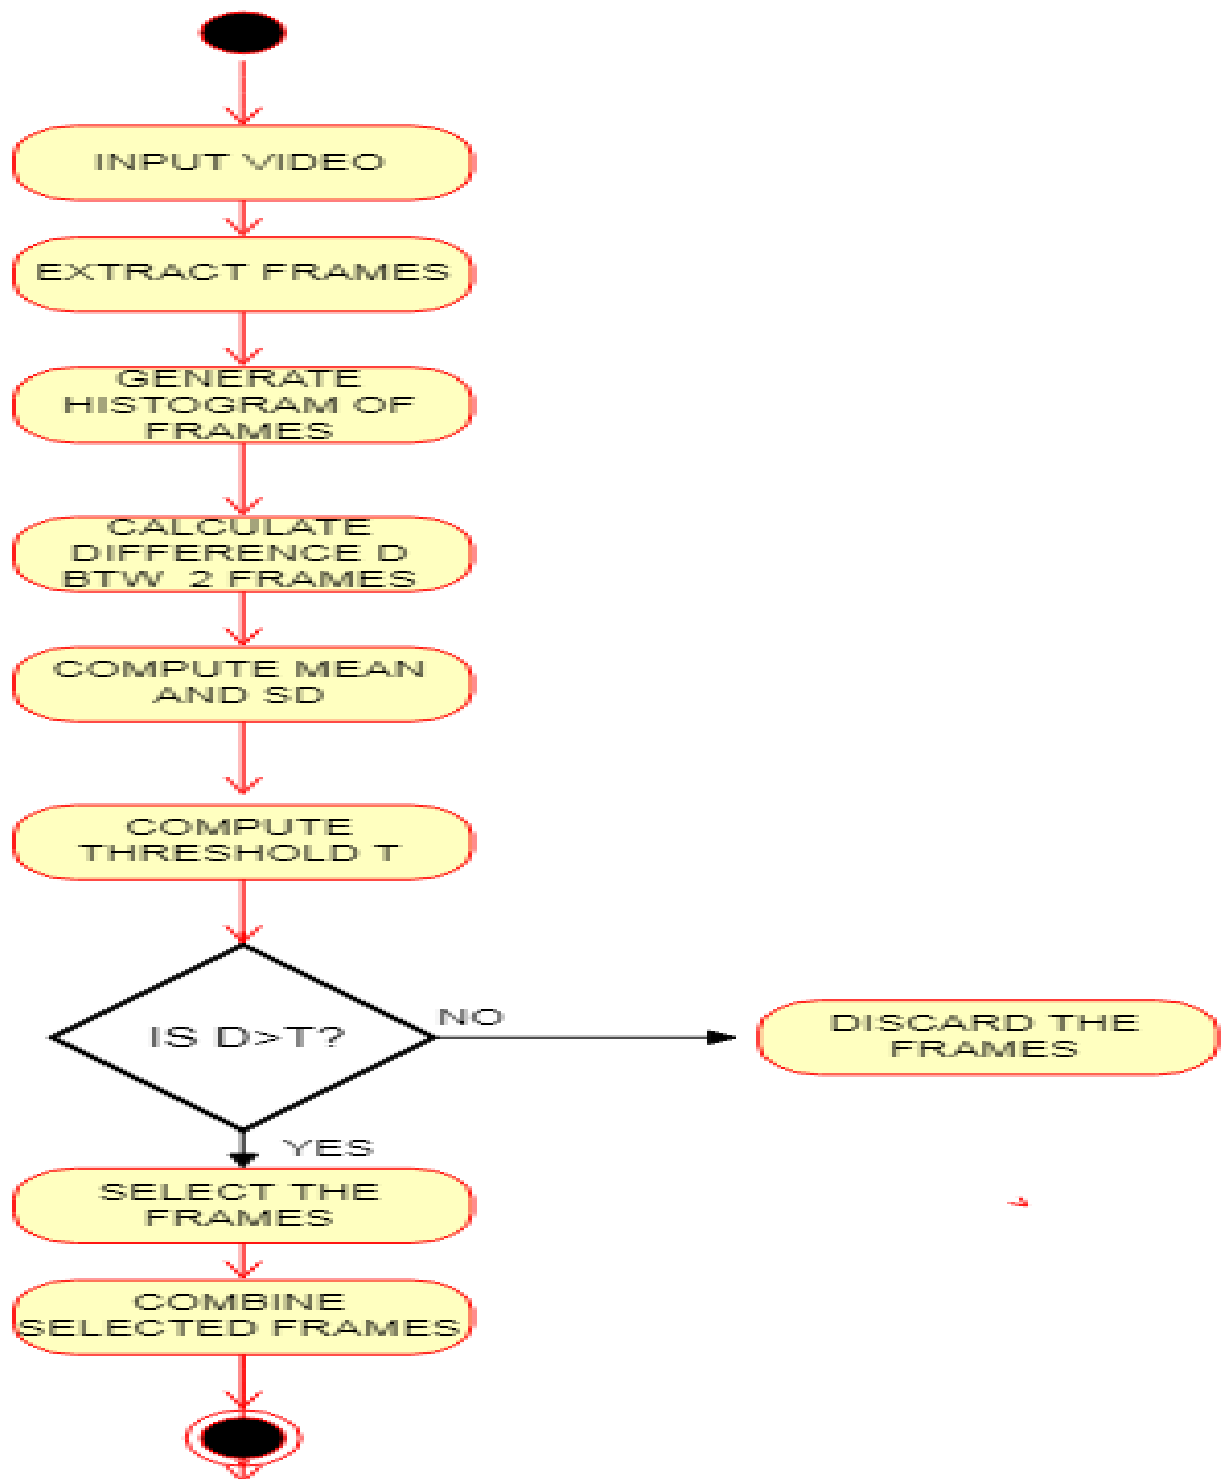 INPUT VIDEO
EXTRACT FRAMES
GENERATE
HISTOGRAM OF
FRAMES
CALCULATE
DIFFERENCE D
BTW 2 FRAMES
COMPUTE MEAN
AND SD
COMPUTE
THRESHOLD T
IS D>T?
NO
DISCARD THE
FRAMES
YES
SELECT THE
FRAMES
COMBINE
SELECTED FRAMES